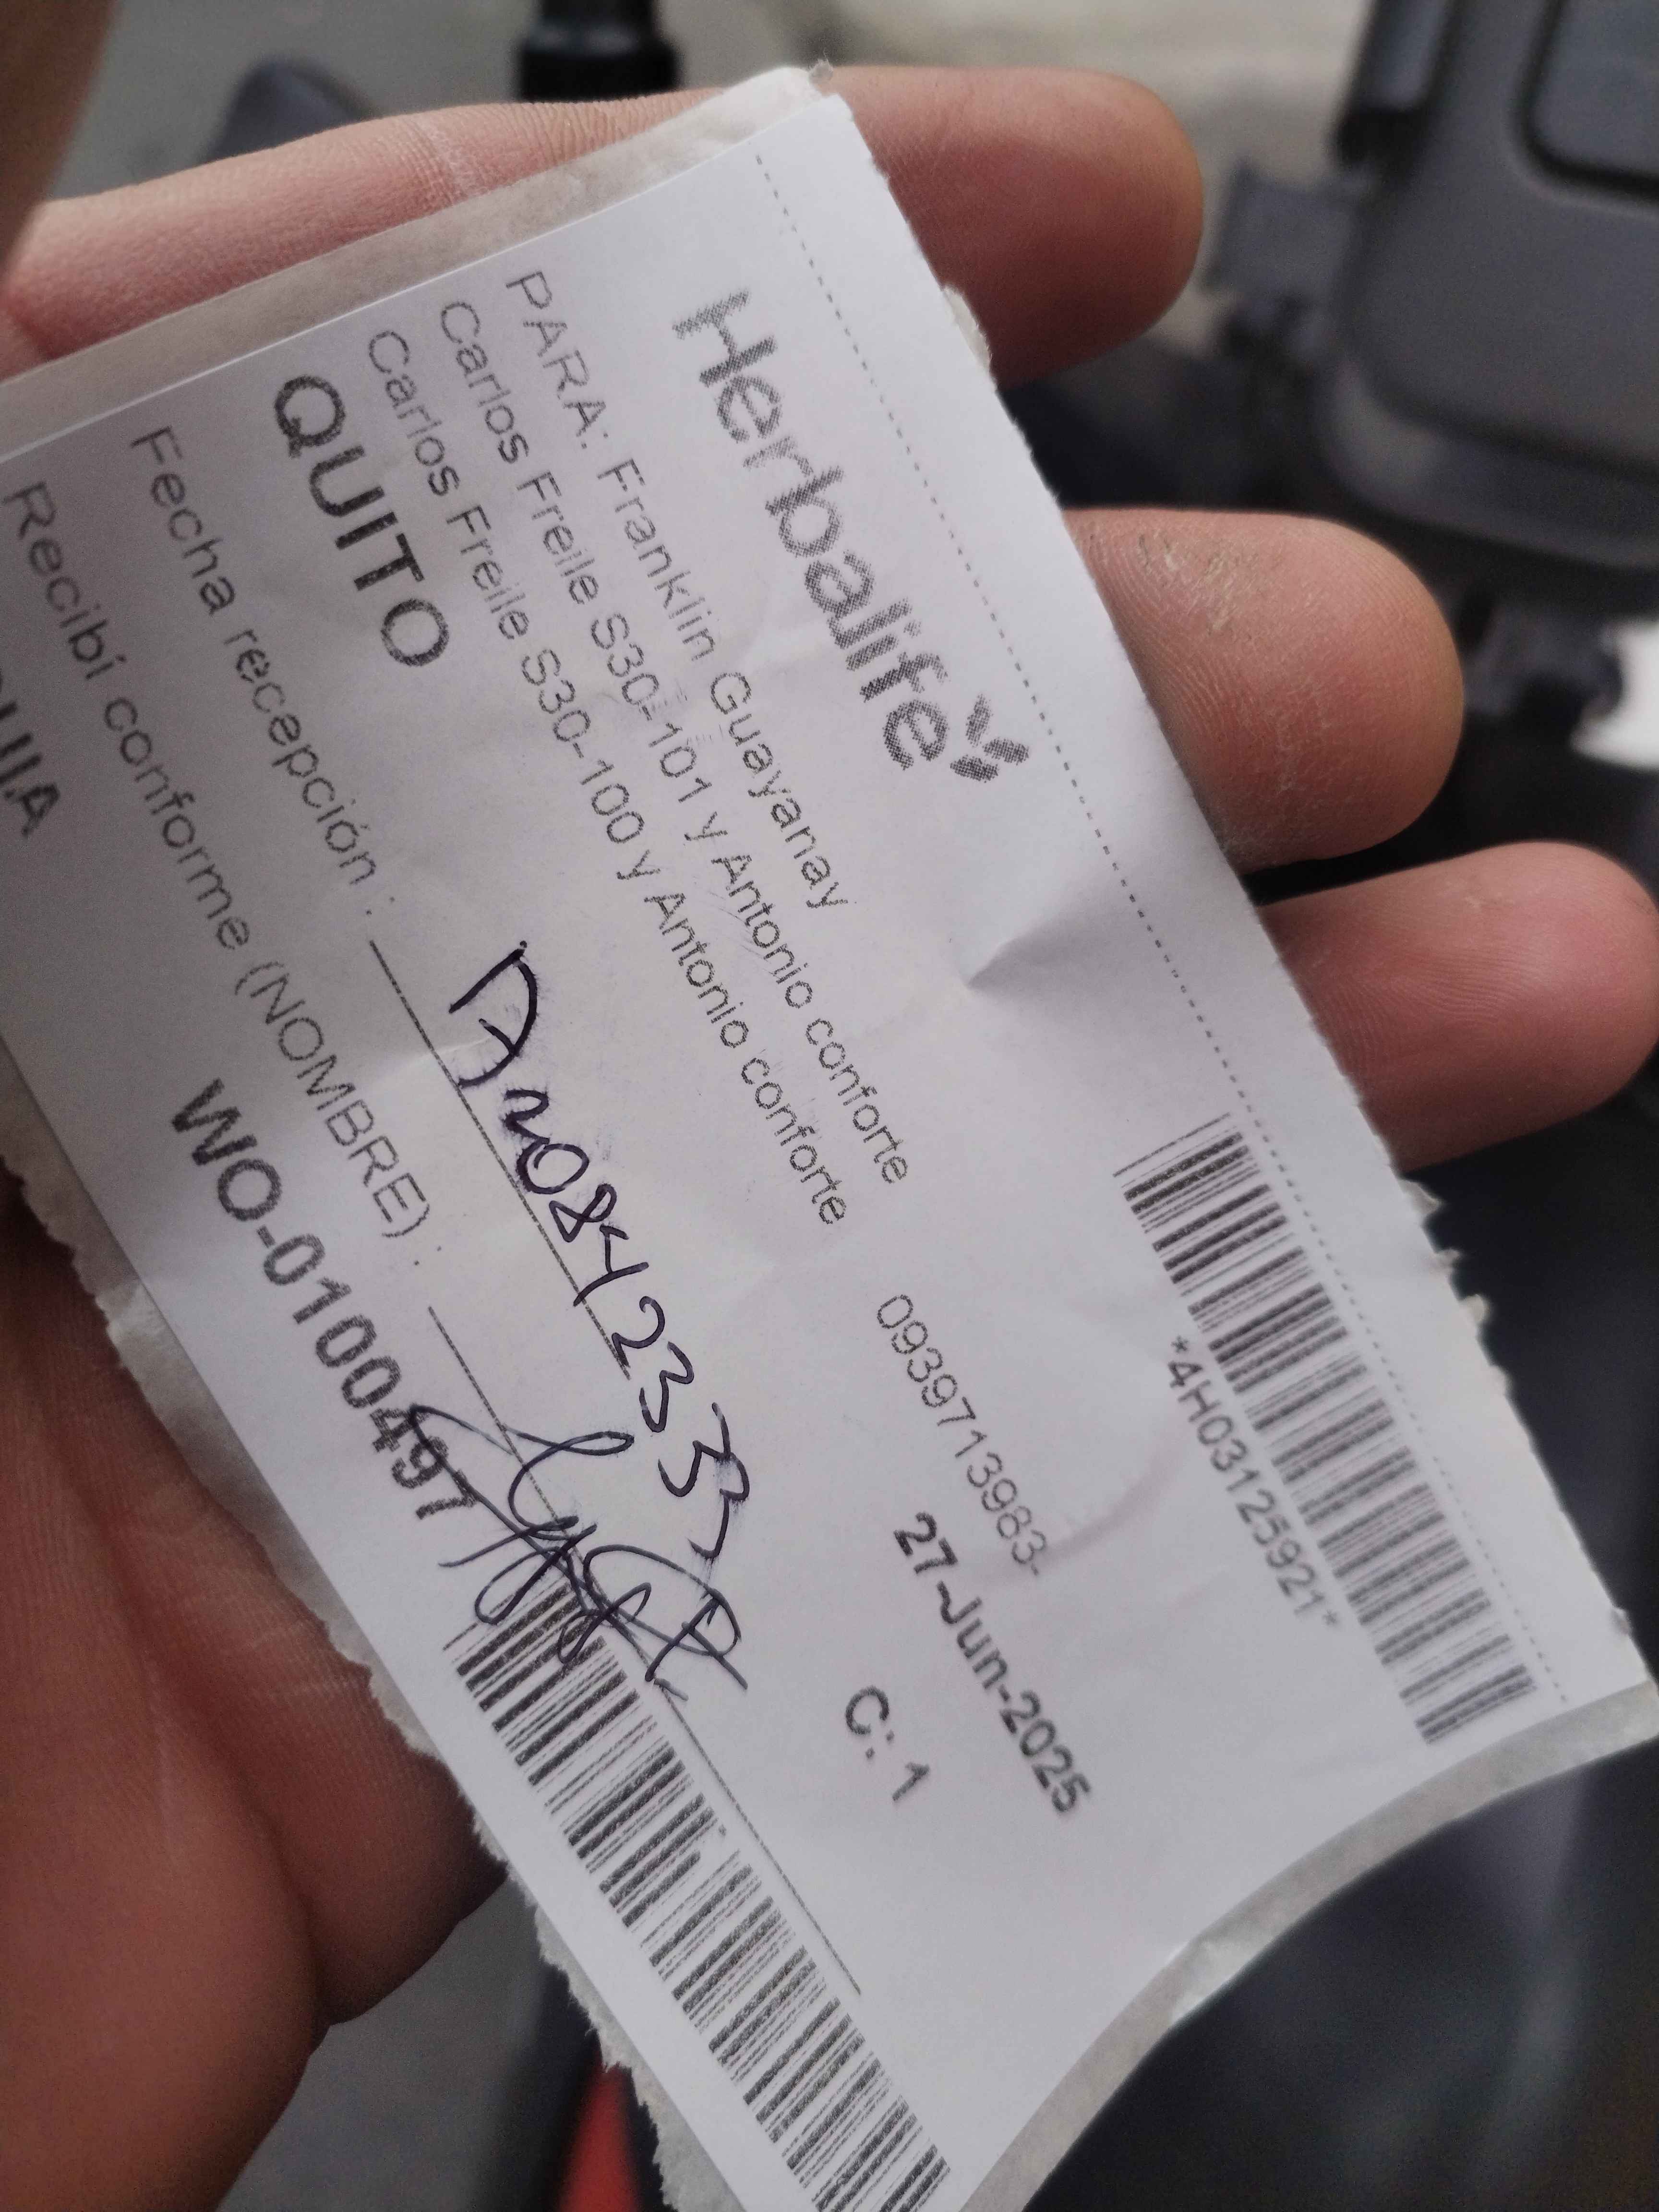 Herbalife
*4H03125921*
PARA: Franklin Guayanay
Carlos Freile S30-101 y Antonio conforte
0939713983-
Carlos Freile S30-100 y Antonio conforte
27-Jun-2025
QUITO
C: 1
Fecha recepción :
Recibí conforme (NOMBRE) :
WO-0100497